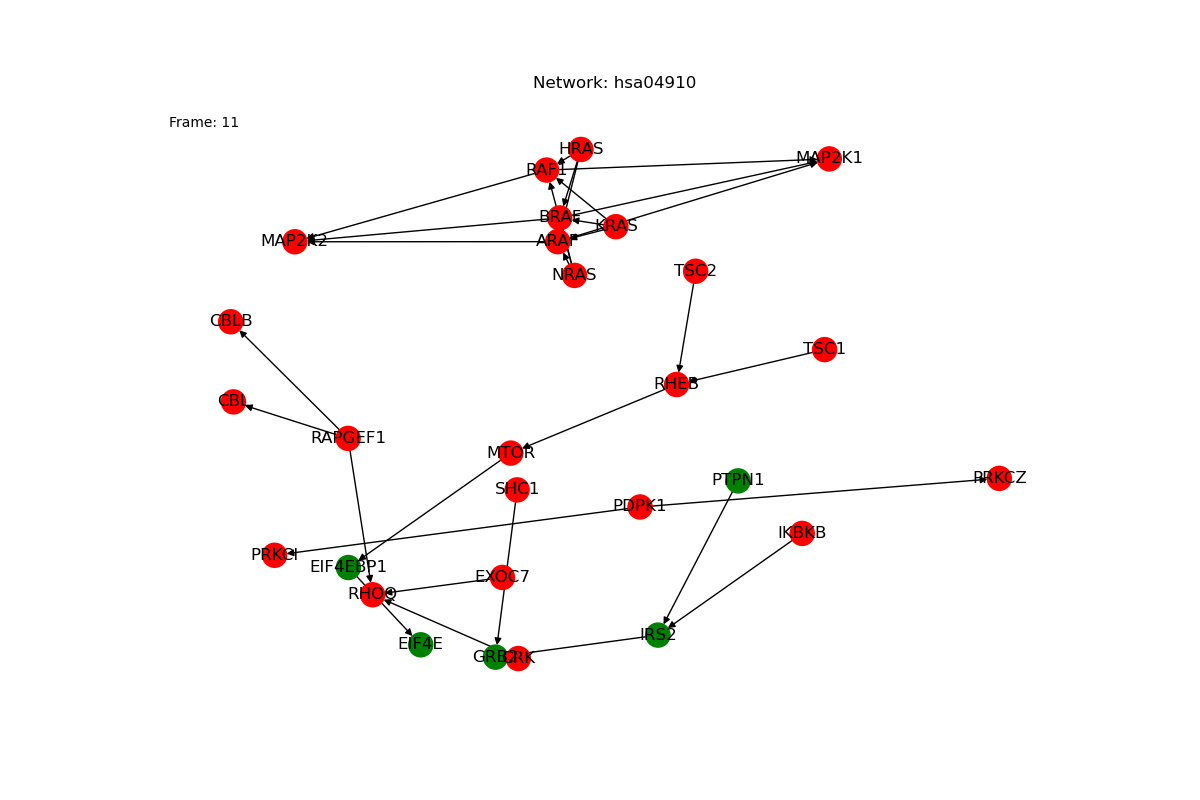 Network: hsa04910
Frame: 11
HRAS
MAP2K1
RAF1
BRAF
KRAS
MAP2K2
ARAF
NRAS
TSC2
CBLB
TSC1
RHEB
CBL
RAPGEF1
MTOR
PTPN1
PRKCZ
SHC1
PDPK1
IKBKB
PRKCI
EIF4EBP1
EXOC7
RHOQ
IRS2
EIF4E
GRB2
CRK